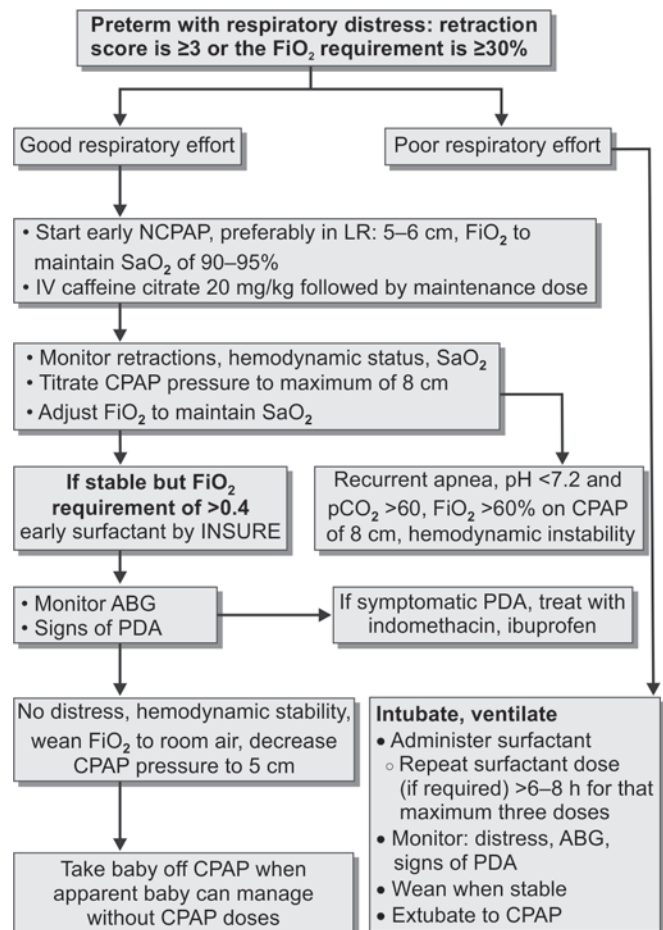 Preterm with respiratory distress: retraction
score is ≥3 or the FiO₂ requirement is ≥30%
Good respiratory effort
Poor respiratory effort
• Start early NCPAP, preferably in LR: 5–6 cm, FiO₂ to
maintain SaO₂ of 90–95%
• IV caffeine citrate 20 mg/kg followed by maintenance dose
• Monitor retractions, hemodynamic status, SaO₂
• Titrate CPAP pressure to maximum of 8 cm
• Adjust FiO₂ to maintain SaO₂
If stable but FiO₂
requirement of >0.4
early surfactant by INSURE
Recurrent apnea, pH <7.2 and
pCO₂ >60, FiO₂ >60% on CPAP
of 8 cm, hemodynamic instability
• Monitor ABG
• Signs of PDA
If symptomatic PDA, treat with
indomethacin, ibuprofen
No distress, hemodynamic stability,
wean FiO₂ to room air, decrease
CPAP pressure to 5 cm
Take baby off CPAP when
apparent baby can manage
without CPAP doses
Intubate, ventilate
• Administer surfactant
○ Repeat surfactant dose
(if required) >6–8 h for that
maximum three doses
• Monitor: distress, ABG,
signs of PDA
• Wean when stable
• Extubate to CPAP